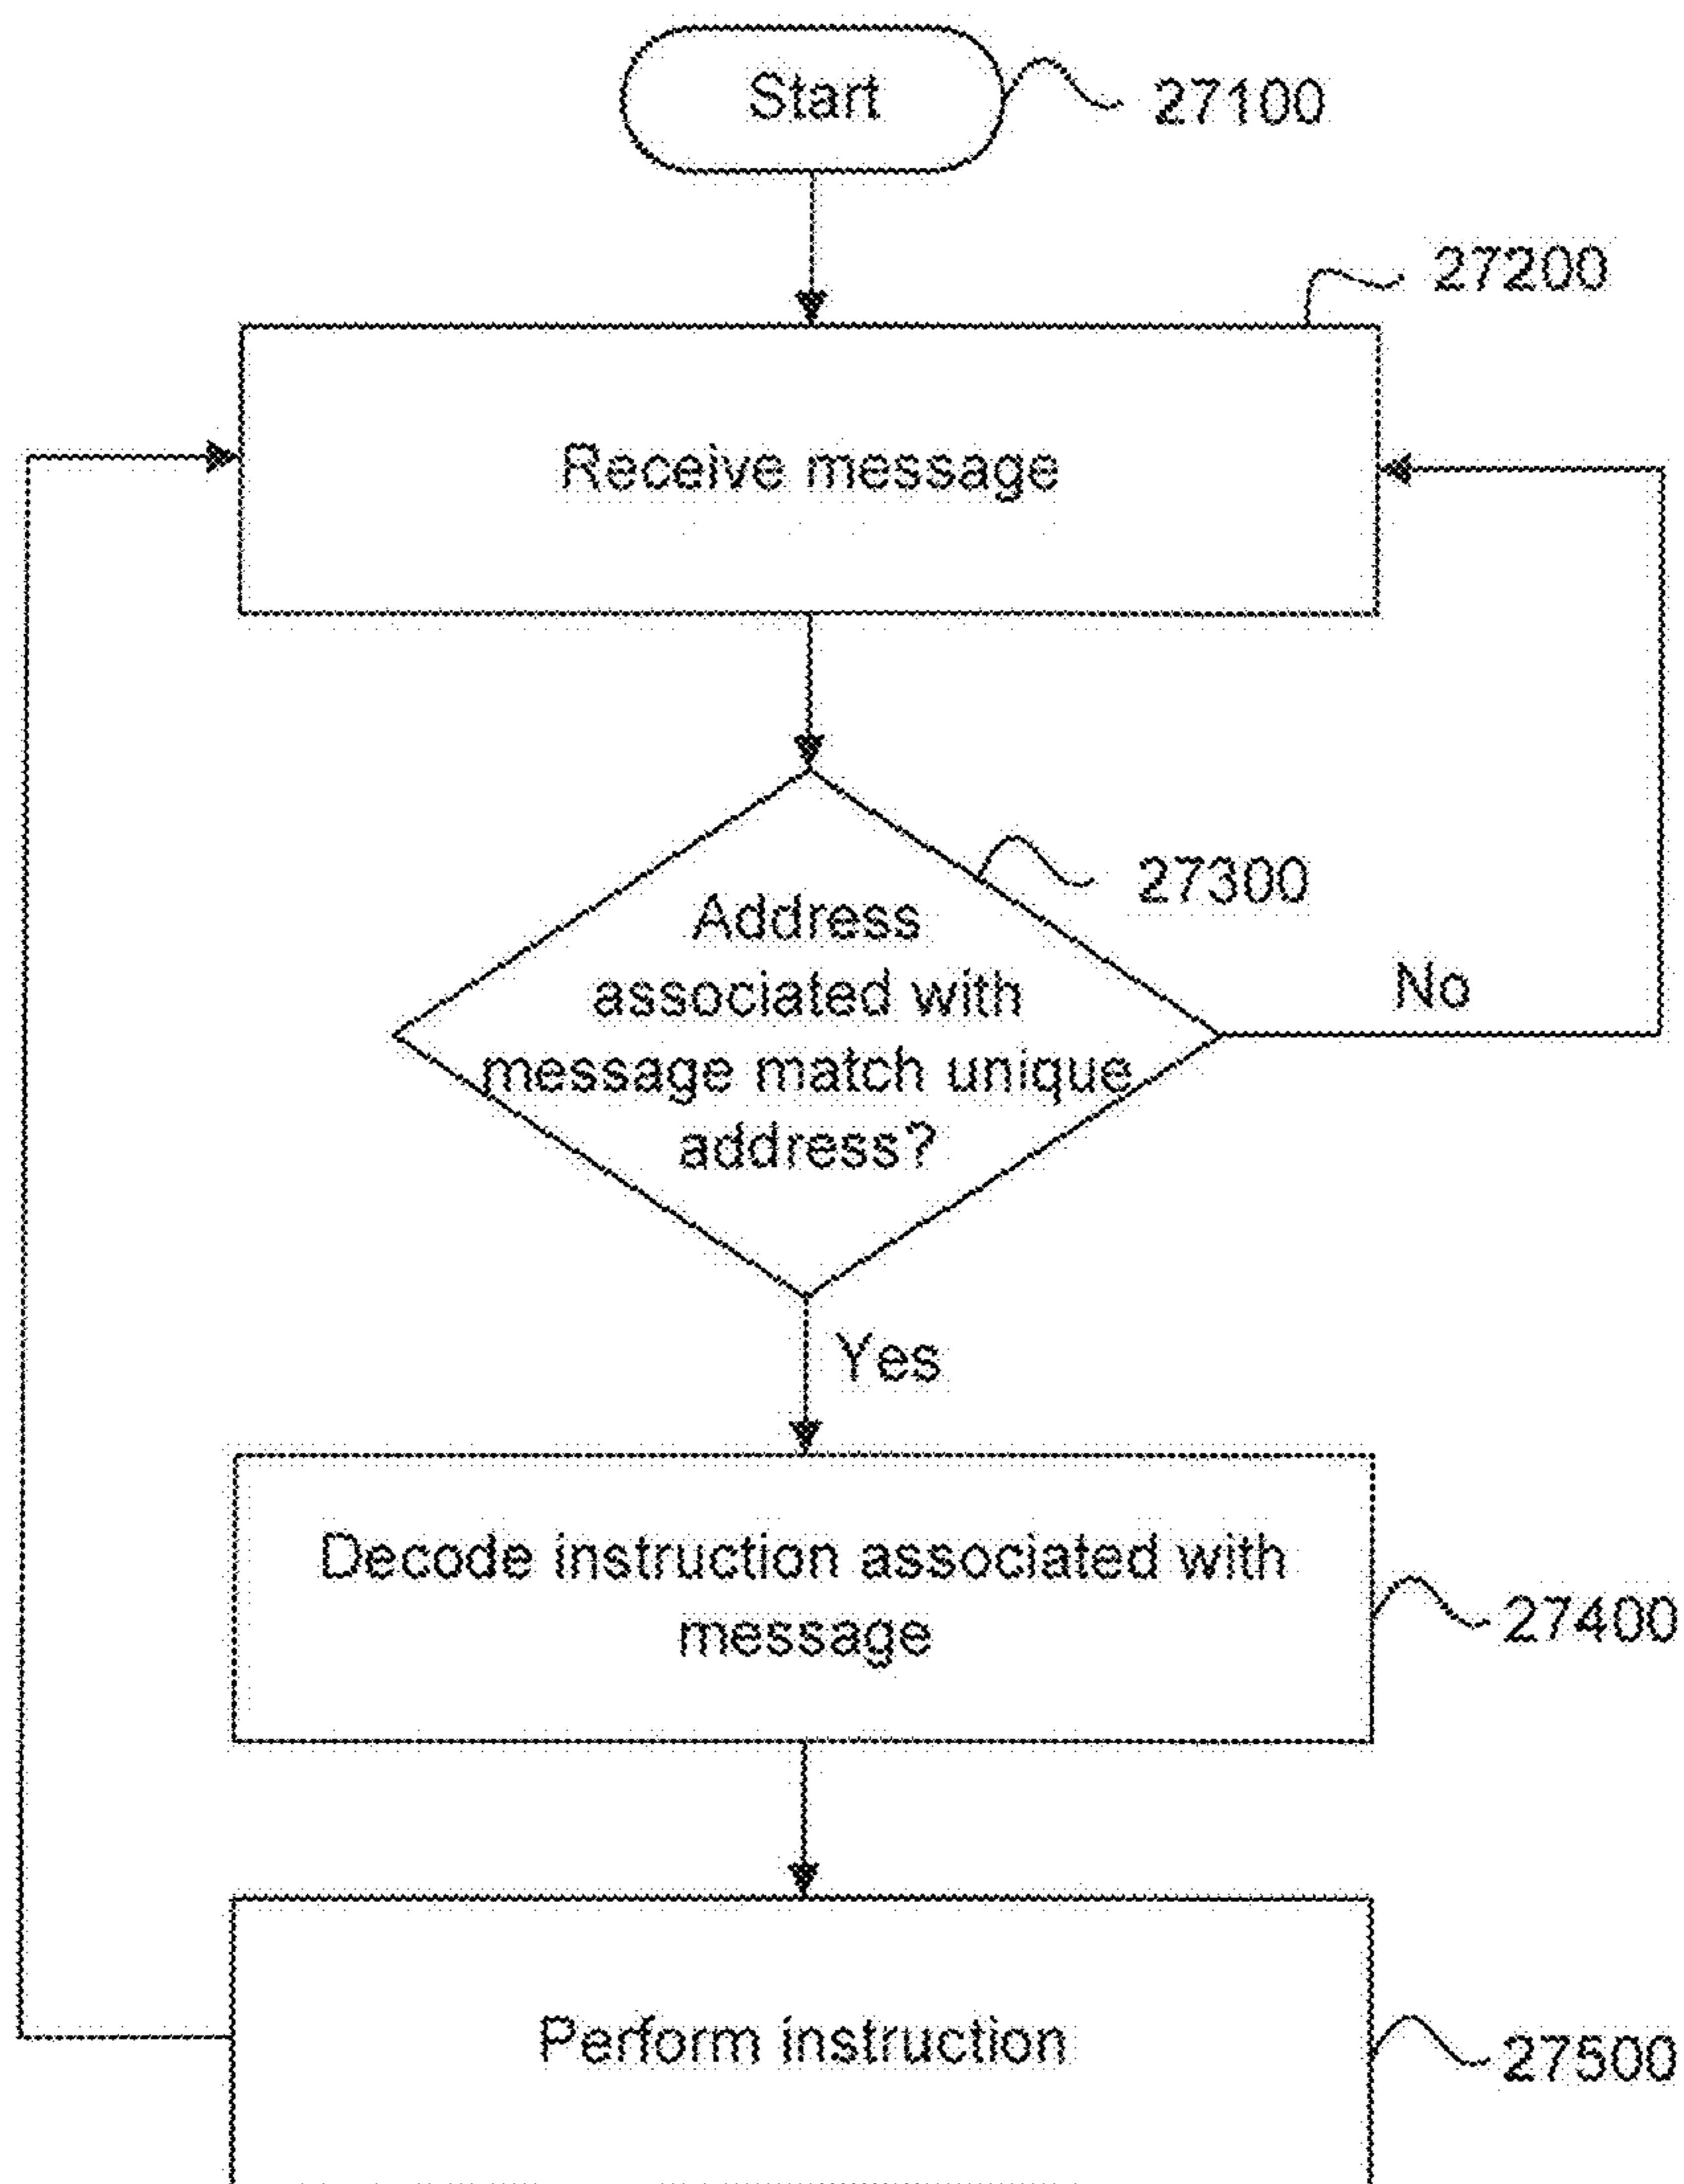 Start
27100
27200
Receive message
27300
Address
associated with
message match unique
address?
No
Yes
Decode instruction associated with
message
27400
Perform instruction
27500